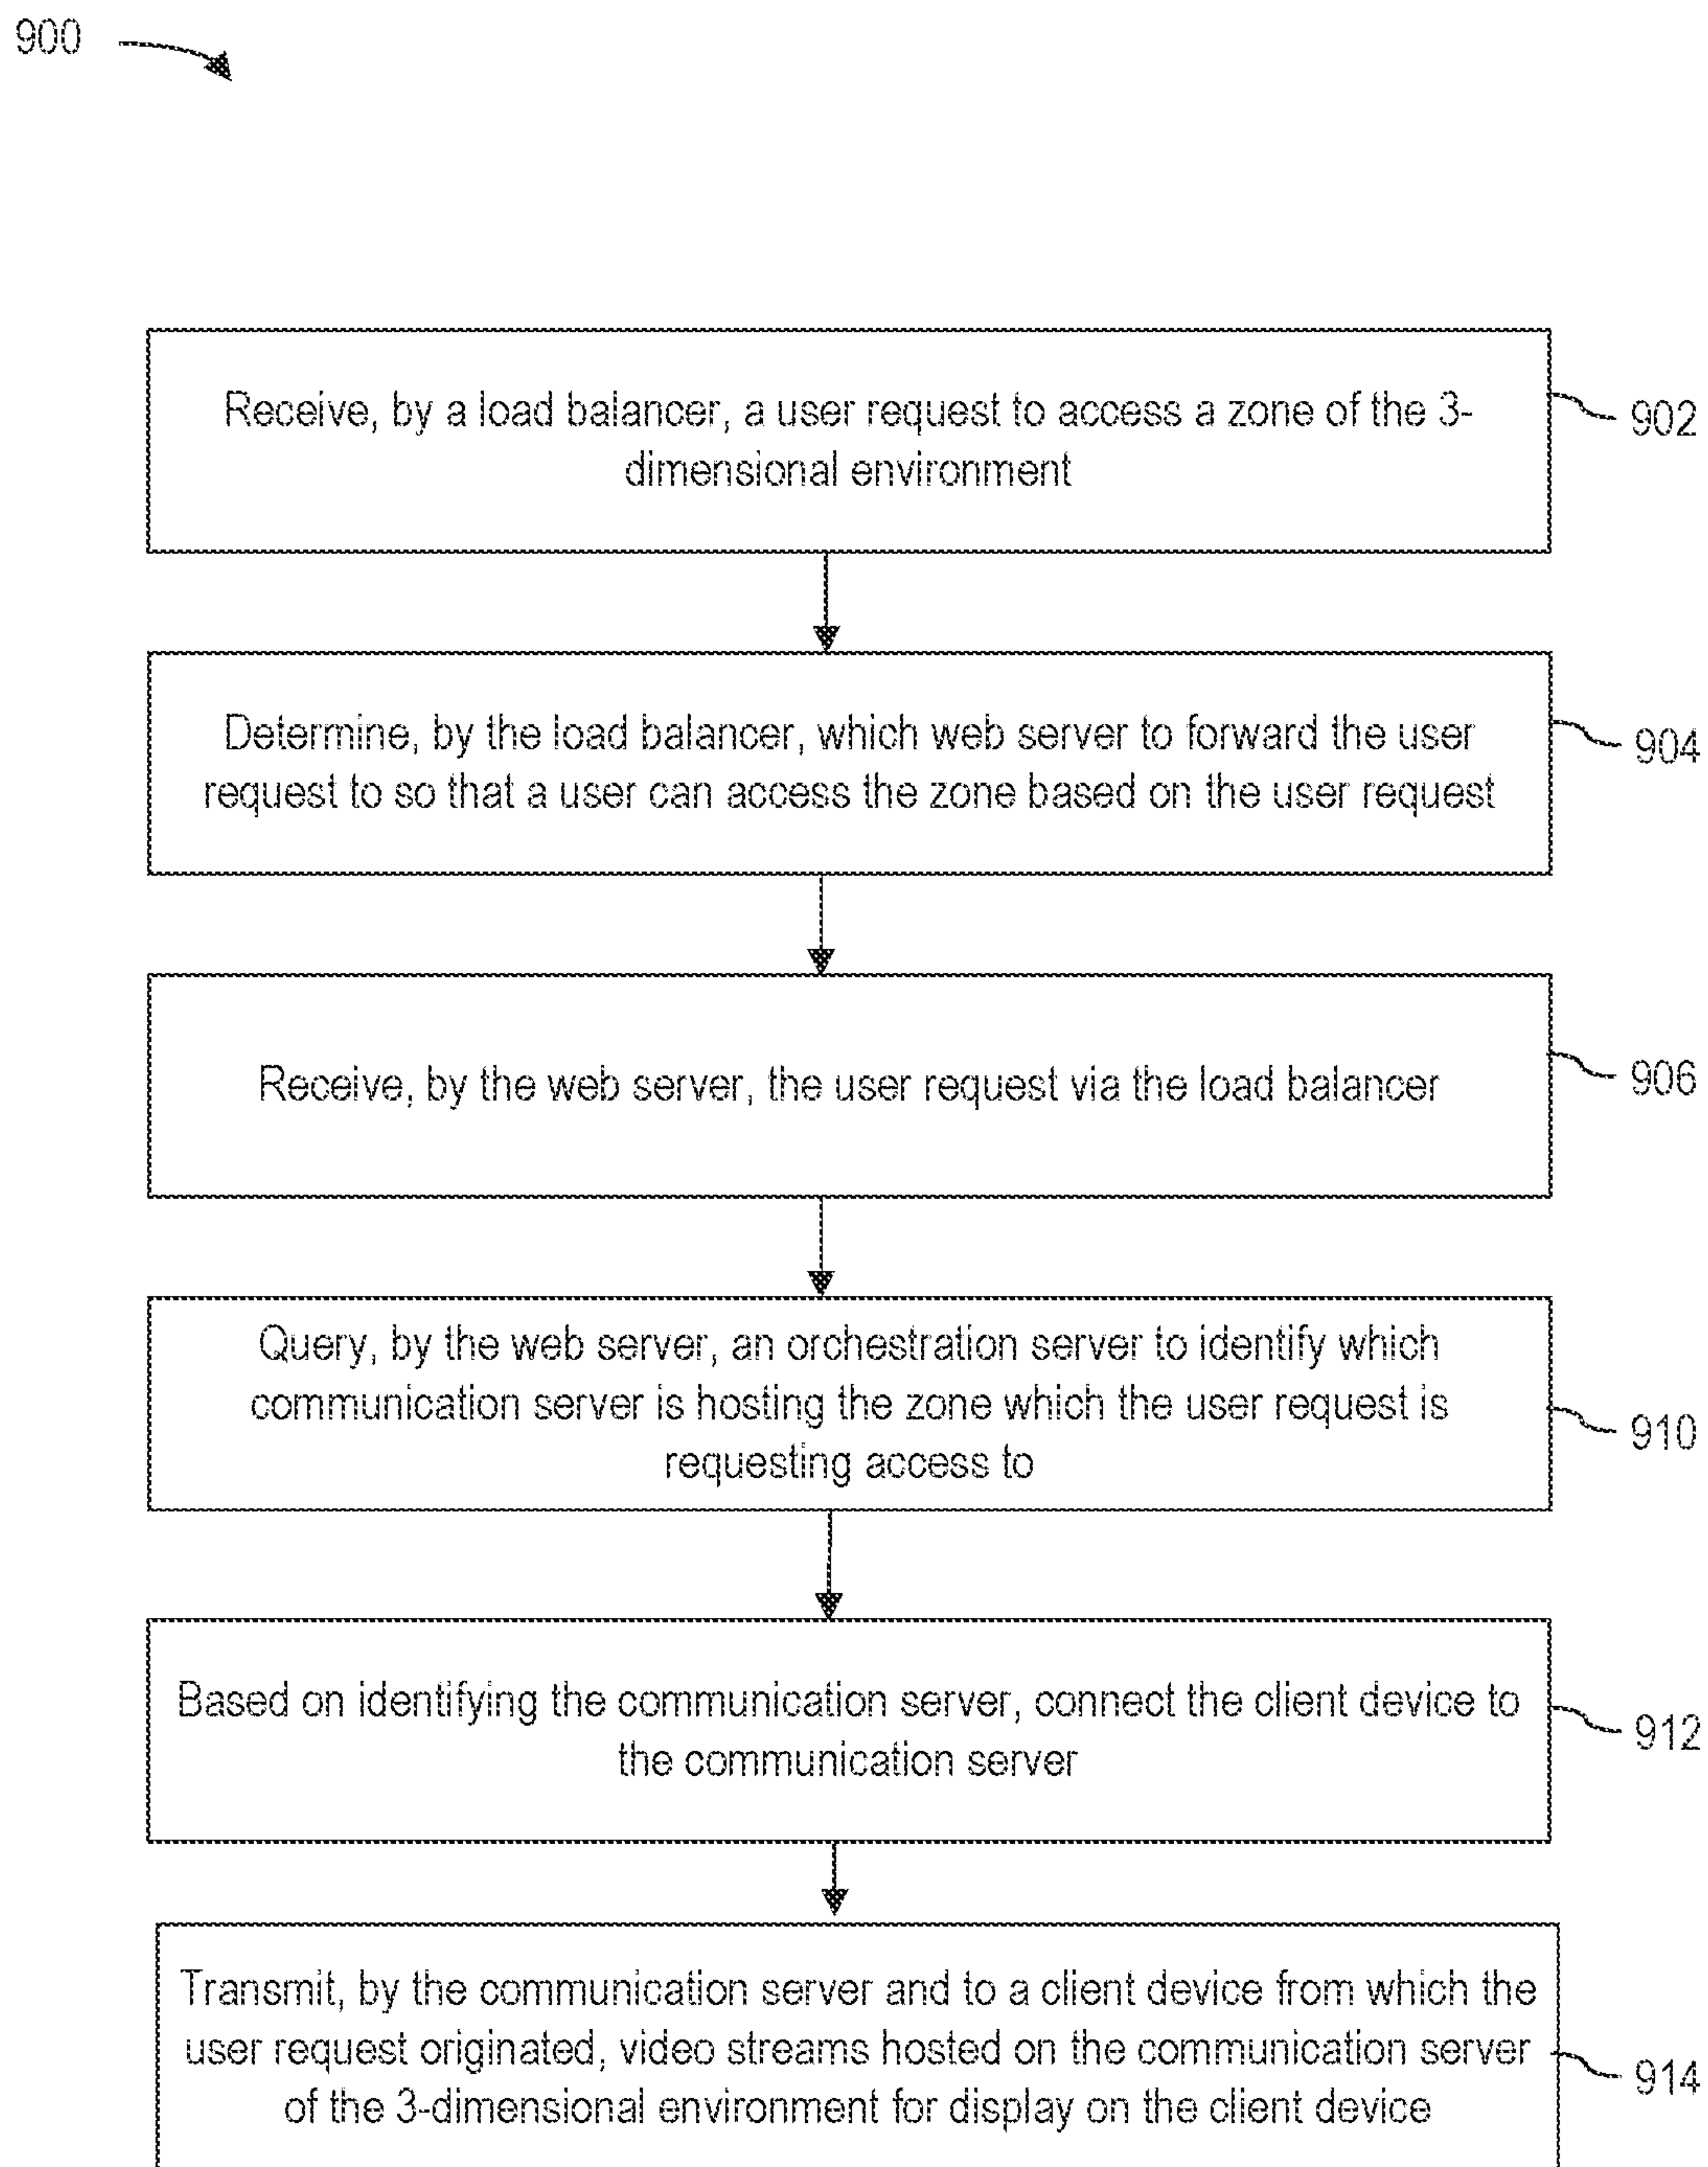 900
Receive, by a load balancer, a user request to access a zone of the 3-
dimensional environment
902
Determine, by the load balancer, which web server to forward the user
request to so that a user can access the zone based on the user request
904
Receive, by the web server, the user request via the load balancer
906
Query, by the web server, an orchestration server to identify which
communication server is hosting the zone which the user request is
requesting access to
910
Based on identifying the communication server, connect the client device to
the communication server
912
Transmit, by the communication server and to a client device from which the
user request originated, video streams hosted on the communication server
of the 3-dimensional environment for display on the client device
914